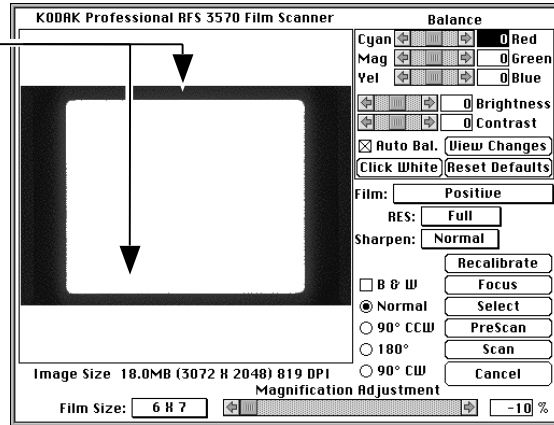 KODAK Professional RFS 3570 Film Scanner
Balance
Cyan 0 Red
Mag 0 Green
Yel 0 Blue
0 Brightness
0 Contrast
Auto Bal. View Changes
Click White Reset Defaults
Film: Positive
RES: Full
Sharpen: Normal
Recalibrate
B & W Focus
Normal Select
90° CCW PreScan
180° Scan
90° CW Cancel
Image Size 18.0MB (3072 X 2048) 819 DPI
Magnification Adjustment
Film Size: 6 X 7 -10 %